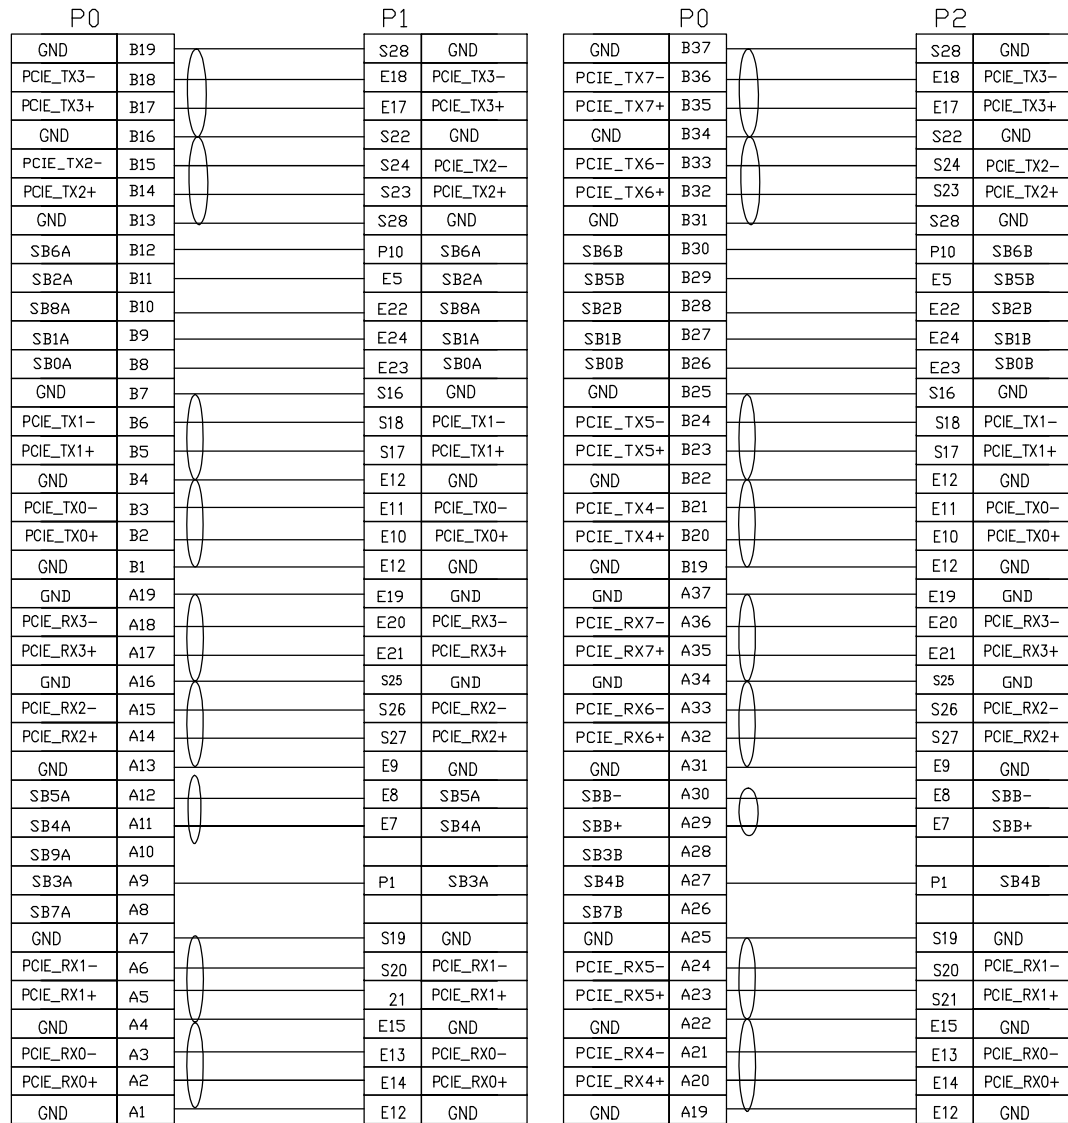 P0 P1 P0 P2
GND B19 S28 GND GND B37 S28 GND
PCIE_TX3- B18 E18 PCIE_TX3- PCIE_TX7- B36 E18 PCIE_TX3-
PCIE_TX3+ B17 E17 PCIE_TX3+ PCIE_TX7+ B35 E17 PCIE_TX3+
GND B16 S22 GND GND B34 S22 GND
PCIE_TX2- B15 S24 PCIE_TX2- PCIE_TX6- B33 S24 PCIE_TX2-
PCIE_TX2+ B14 S23 PCIE_TX2+ PCIE_TX6+ B32 S23 PCIE_TX2+
GND B13 S28 GND GND B31 S28 GND
SB6A B12 P10 SB6A SB6B B30 P10 SB6B
SB2A B11 E5 SB2A SB5B B29 E5 SB5B
SB8A B10 E22 SB8A SB2B B28 E22 SB2B
SB1A B9 E24 SB1A SB1B B27 E24 SB1B
SB0A B8 E23 SB0A SB0B B26 E23 SB0B
GND B7 S16 GND GND B25 S16 GND
PCIE_TX1- B6 S18 PCIE_TX1- PCIE_TX5- B24 S18 PCIE_TX1-
PCIE_TX1+ B5 S17 PCIE_TX1+ PCIE_TX5+ B23 S17 PCIE_TX1+
GND B4 E12 GND GND B22 E12 GND
PCIE_TX0- B3 E11 PCIE_TX0- PCIE_TX4- B21 E11 PCIE_TX0-
PCIE_TX0+ B2 E10 PCIE_TX0+ PCIE_TX4+ B20 E10 PCIE_TX0+
GND B1 E12 GND GND B19 E12 GND
GND A19 E19 GND GND A37 E19 GND
PCIE_RX3- A18 E20 PCIE_RX3- PCIE_RX7- A36 E20 PCIE_RX3-
PCIE_RX3+ A17 E21 PCIE_RX3+ PCIE_RX7+ A35 E21 PCIE_RX3+
GND A16 S25 GND GND A34 S25 GND
PCIE_RX2- A15 S26 PCIE_RX2- PCIE_RX6- A33 S26 PCIE_RX2-
PCIE_RX2+ A14 S27 PCIE_RX2+ PCIE_RX6+ A32 S27 PCIE_RX2+
GND A13 E9 GND GND A31 E9 GND
SB5A A12 E8 SB5A SBB- A30 E8 SBB-
SB4A A11 E7 SB4A SBB+ A29 E7 SBB+
SB9A A10 SB3B A28
SB3A A9 P1 SB3A SB4B A27 P1 SB4B
SB7A A8 SB7B A26
GND A7 S19 GND GND A25 S19 GND
PCIE_RX1- A6 S20 PCIE_RX1- PCIE_RX5- A24 S20 PCIE_RX1-
PCIE_RX1+ A5 21 PCIE_RX1+ PCIE_RX5+ A23 S21 PCIE_RX1+
GND A4 E15 GND GND A22 E15 GND
PCIE_RX0- A3 E13 PCIE_RX0- PCIE_RX4- A21 E13 PCIE_RX0-
PCIE_RX0+ A2 E14 PCIE_RX0+ PCIE_RX4+ A20 E14 PCIE_RX0+
GND A1 E12 GND GND A19 E12 GND